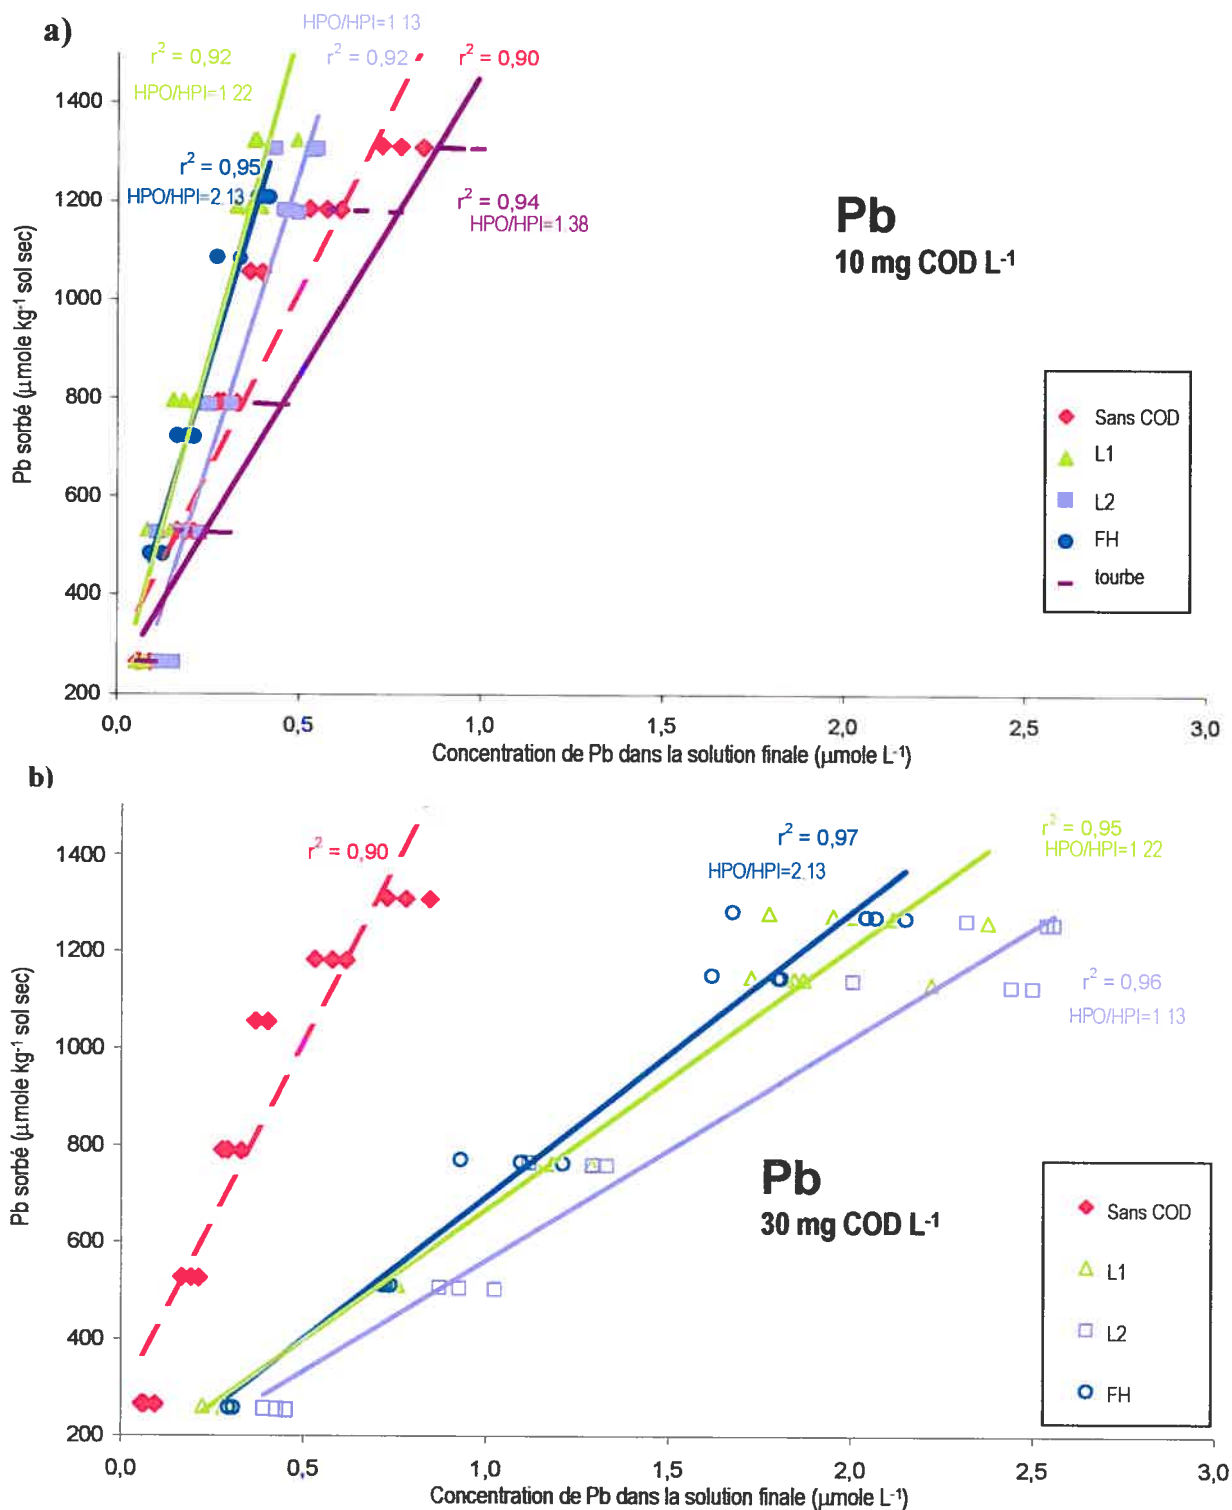 a)
HPO/HPI=1 13
r² = 0,92
r² = 0,92
r² = 0,90
HPO/HPI=1 22
r² = 0,95
HPO/HPI=2.13
r² = 0,94
HPO/HPI=1 38
Pb
10 mg COD L⁻¹
1400
1200
1000
800
600
400
200
Pb sorbé (µmole kg⁻¹ sol sec)
Sans COD
L1
L2
FH
tourbe
0,0
0,5
1,0
1,5
2,0
2,5
3,0
Concentration de Pb dans la solution finale (µmole L⁻¹)
b)
r² = 0,90
r² = 0,97
HPO/HPI=2,13
r² = 0,95
HPO/HPI=1 22
r² = 0,96
HPO/HPI=1 13
Pb
30 mg COD L⁻¹
1400
1200
1000
800
600
400
200
Pb sorbé (µmole kg⁻¹ sol sec)
Sans COD
L1
L2
FH
0,0
0,5
1,0
1,5
2,0
2,5
3,0
Concentration de Pb dans la solution finale (µmole L⁻¹)